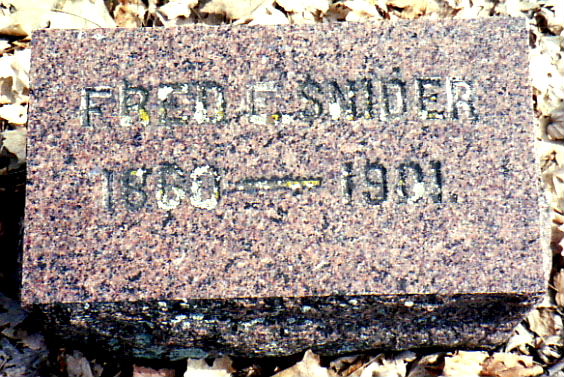 FRED E. SNIDER
1860 — 1901.